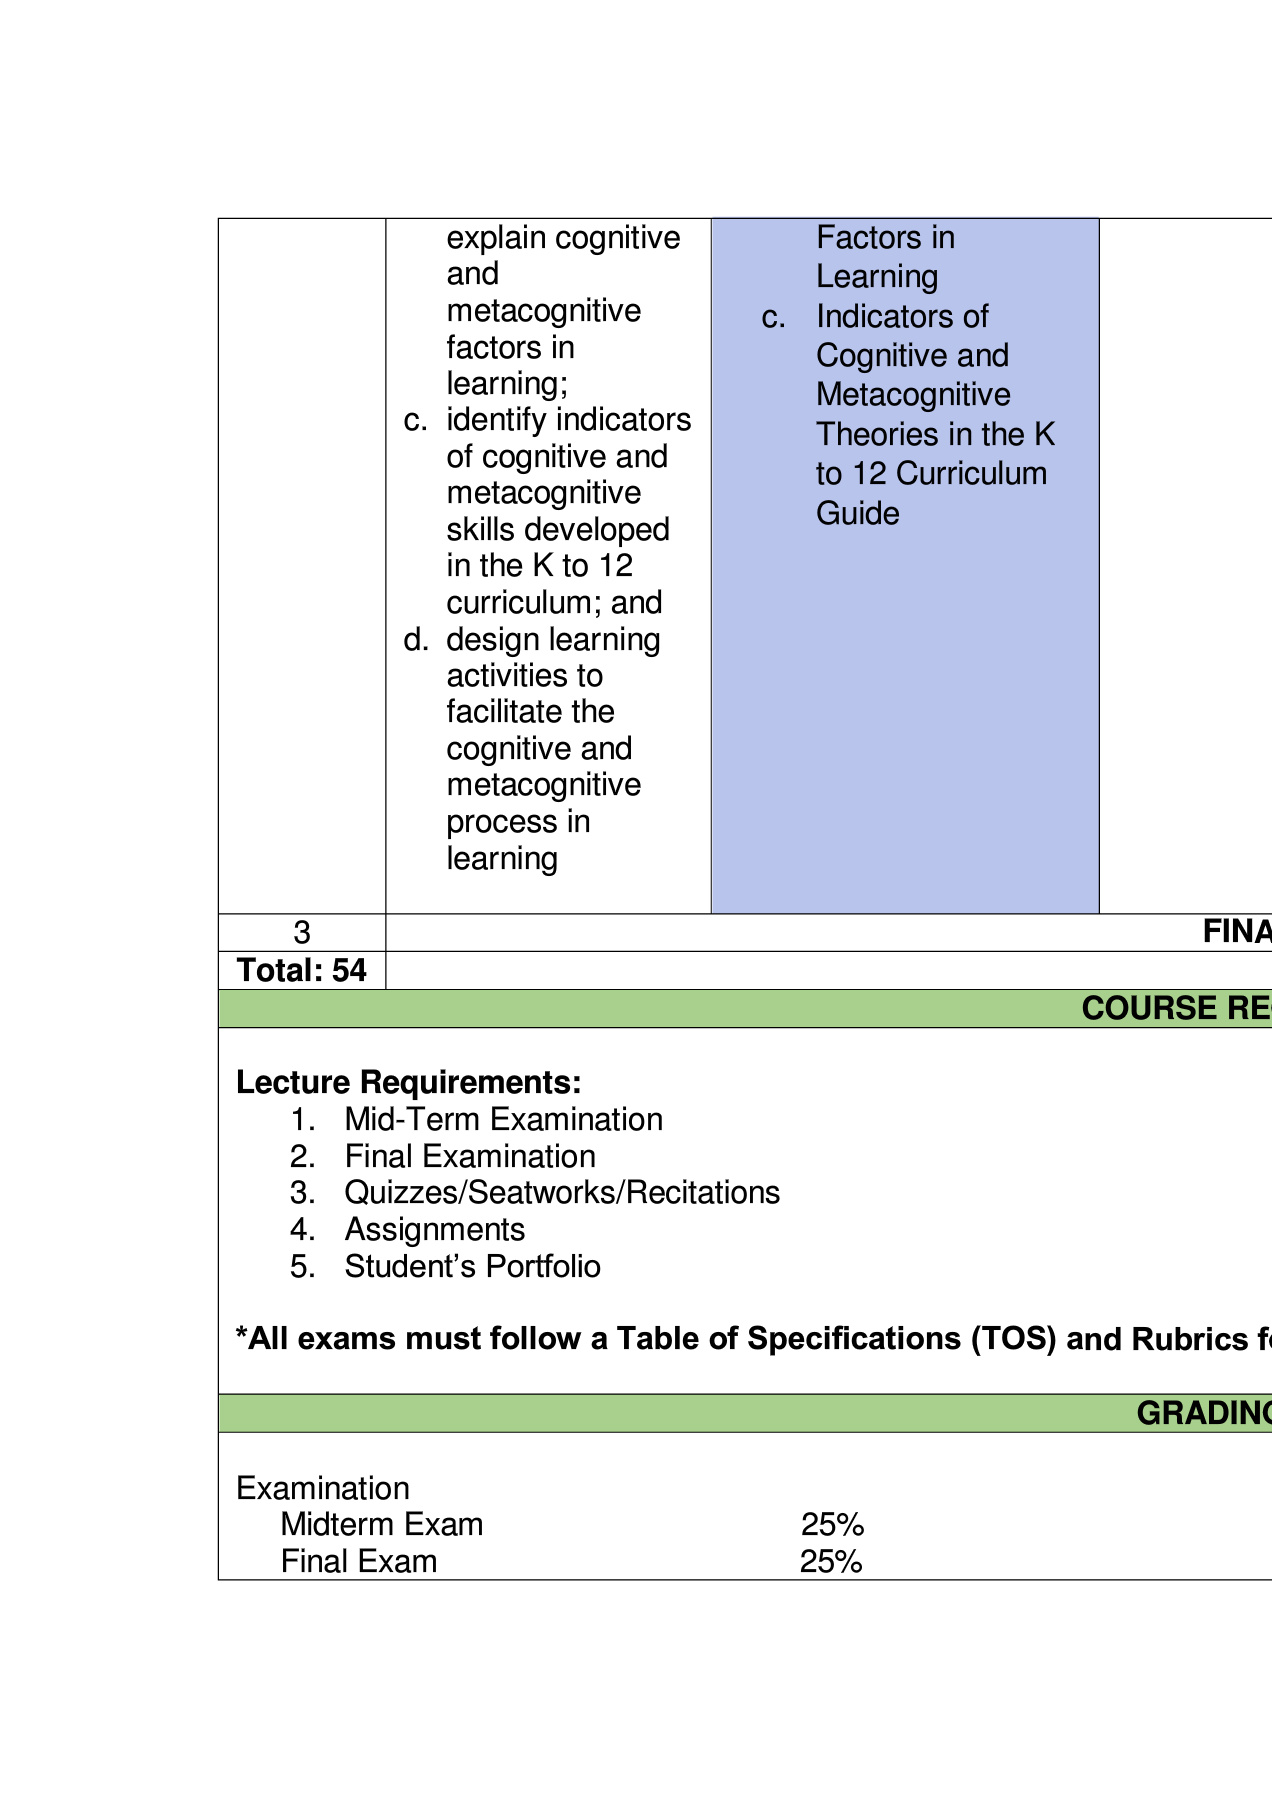 explain cognitive
and
metacognitive
factors in
learning;
c. identify indicators
of cognitive and
metacognitive
skills developed
in the K to 12
curriculum; and
d. design learning
activities to
facilitate the
cognitive and
metacognitive
process in
learning
Factors in
Learning
c. Indicators of
Cognitive and
Metacognitive
Theories in the K
to 12 Curriculum
Guide
3 FINA
Total: 54
COURSE RE
Lecture Requirements:
1. Mid-Term Examination
2. Final Examination
3. Quizzes/Seatworks/Recitations
4. Assignments
5. Student’s Portfolio
*All exams must follow a Table of Specifications (TOS) and Rubrics f
GRADING
Examination
Midterm Exam 25%
Final Exam 25%